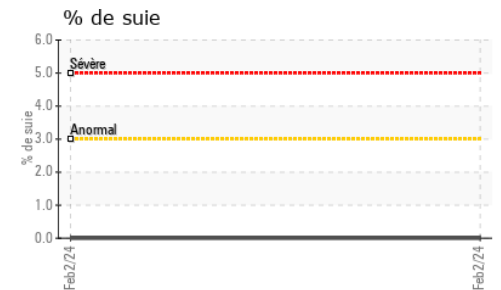 % de suie
6.0
Sévère
5.0
4.0
Anormal
3.0
% de suie
2.0
1.0
0.0
Feb2/24
Feb2/24